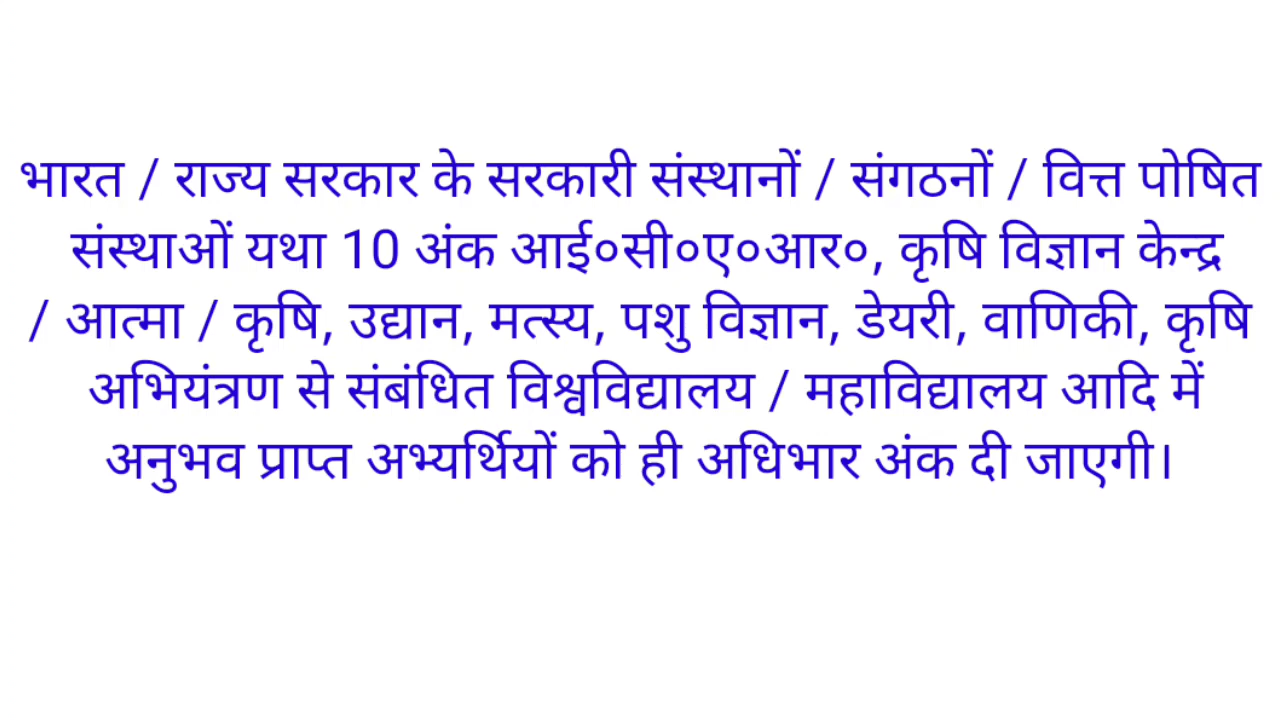 भारत / राज्य सरकार के सरकारी संस्थानों / संगठनों / वित्त पोषित
संस्थाओं यथा 10 अंक आई०सी०ए०आर०, कृषि विज्ञान केन्द्र
/ आत्मा / कृषि, उद्यान, मत्स्य, पशु विज्ञान, डेयरी, वाणिकी, कृषि
अभियंत्रण से संबंधित विश्वविद्यालय / महाविद्यालय आदि में
अनुभव प्राप्त अभ्यर्थियों को ही अधिभार अंक दी जाएगी।